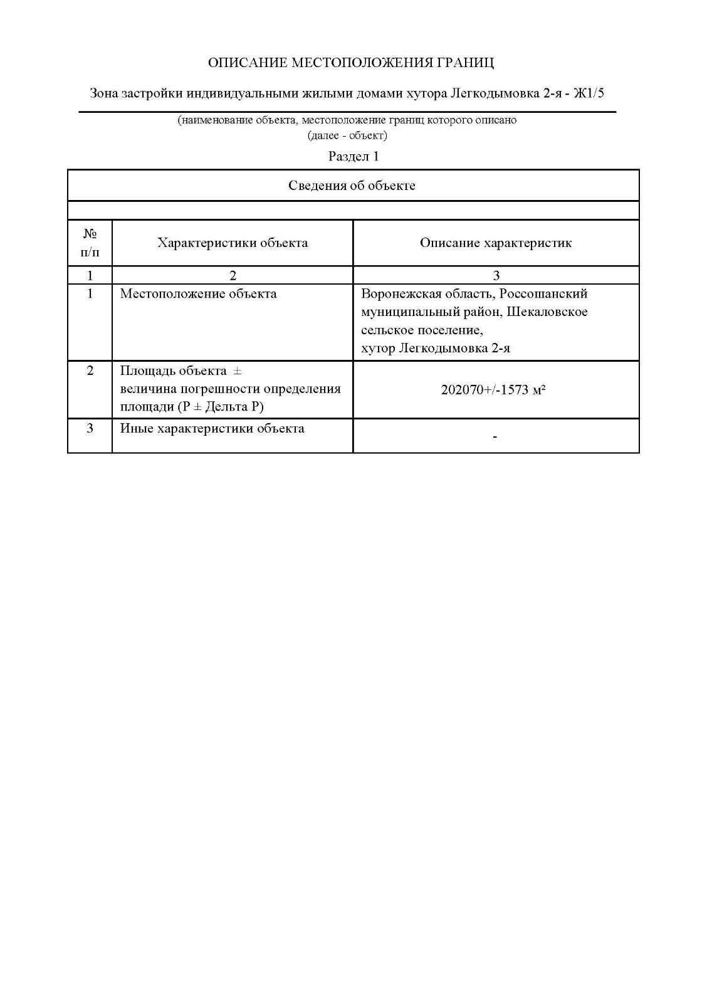 ОПИСАНИЕ МЕСТОПОЛОЖЕНИЯ ГРАНИЦ
Зона застройки индивидуальными жилыми домами хутора Легкодымовка 2-я - Ж1/5
(наименование объекта, местоположение границ которого описано
(далее - объект)
Раздел 1
Сведения об объекте
№
п/п
Характеристики объекта
Описание характеристик
1
2
3
1
Местоположение объекта
Воронежская область, Россошанский
муниципальный район, Шекаловское
сельское поселение,
хутор Легкодымовка 2-я
2
Площадь объекта ±
величина погрешности определения
площади (P ± Дельта P)
202070+/-1573 м²
3
Иные характеристики объекта
-